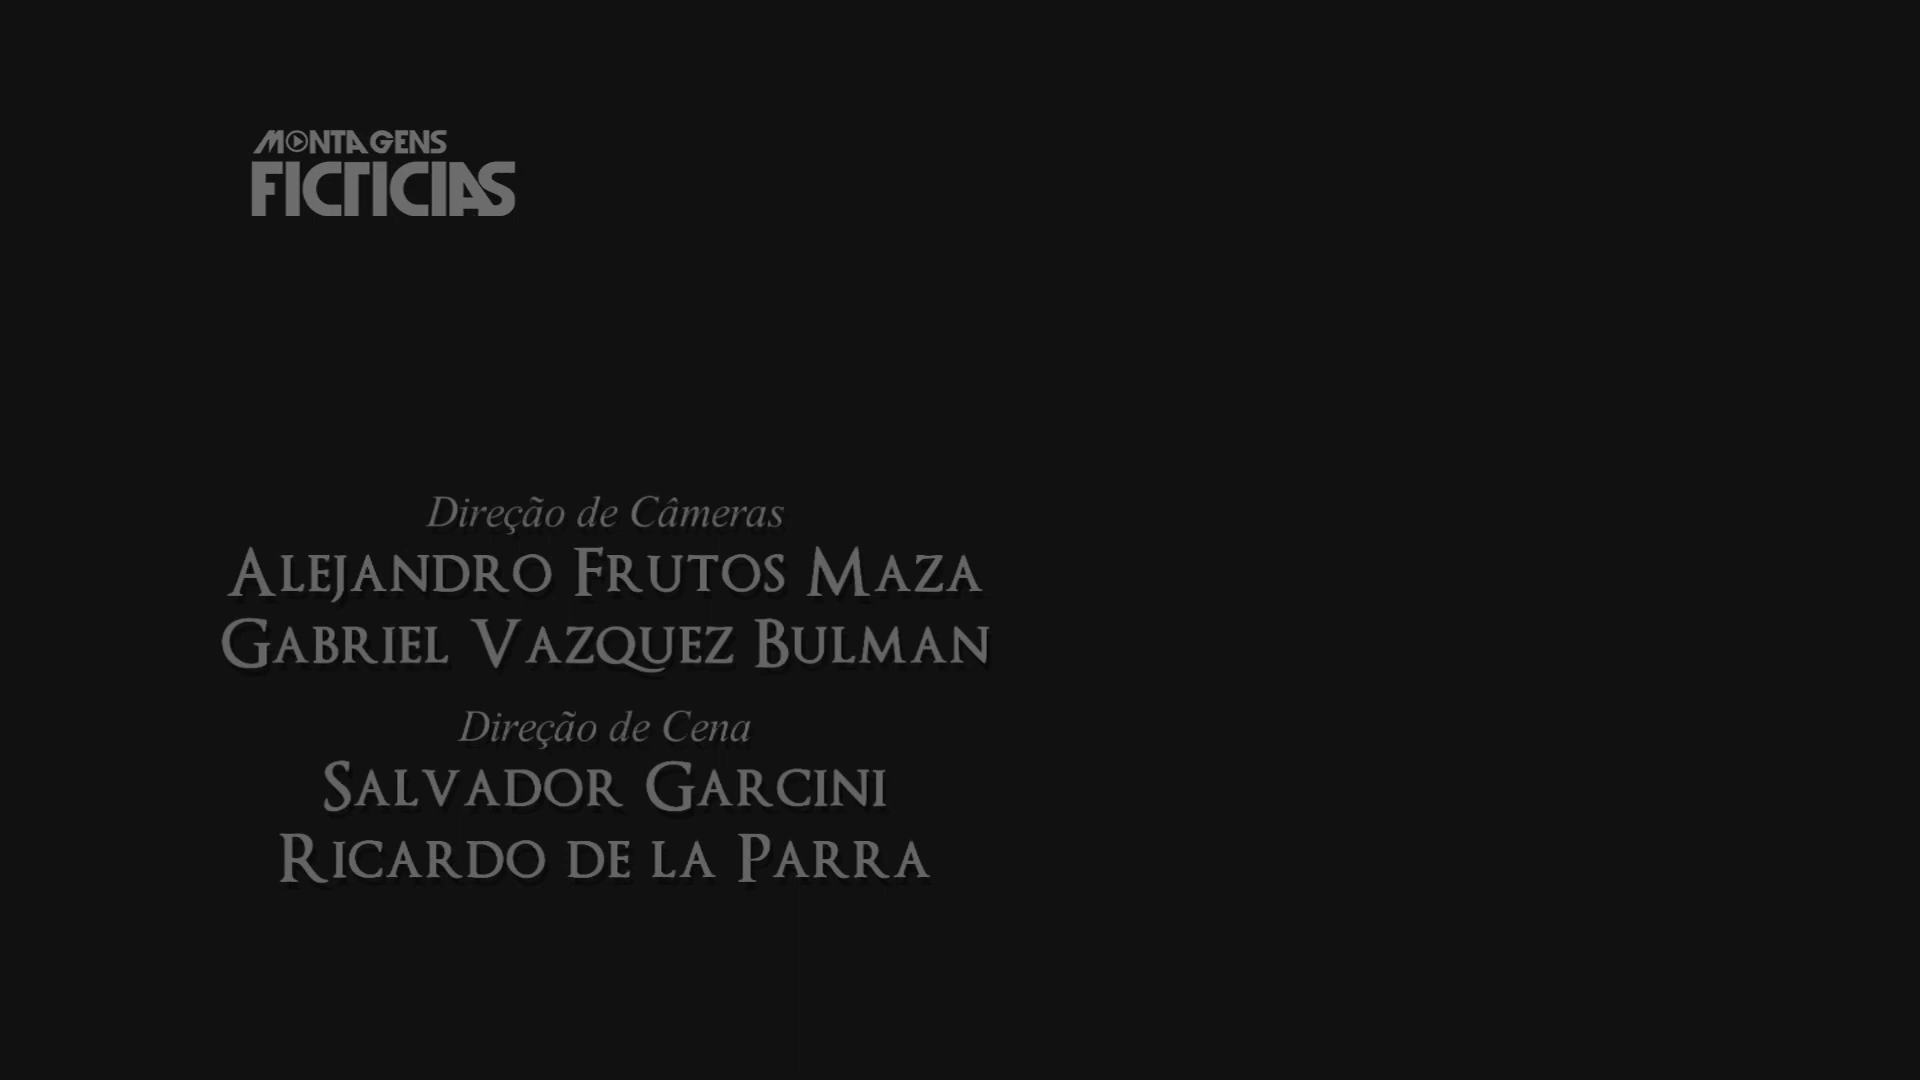 MONTAGENS
FICTICIAS
Direção de Câmeras
Alejandro Frutos Maza
Gabriel Vazquez Bulman
Direção de Cena
Salvador Garcini
Ricardo de la Parra